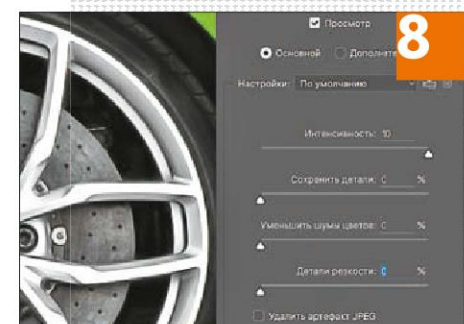 Просмотр
8
Основной Дополните
Настройки: По умолчанию
Интенсивность: 10
Сохранить детали: 0 %
Уменьшить шумы цветов: 0 %
Детали резкости: 0 %
Удалить артефакт JPEG